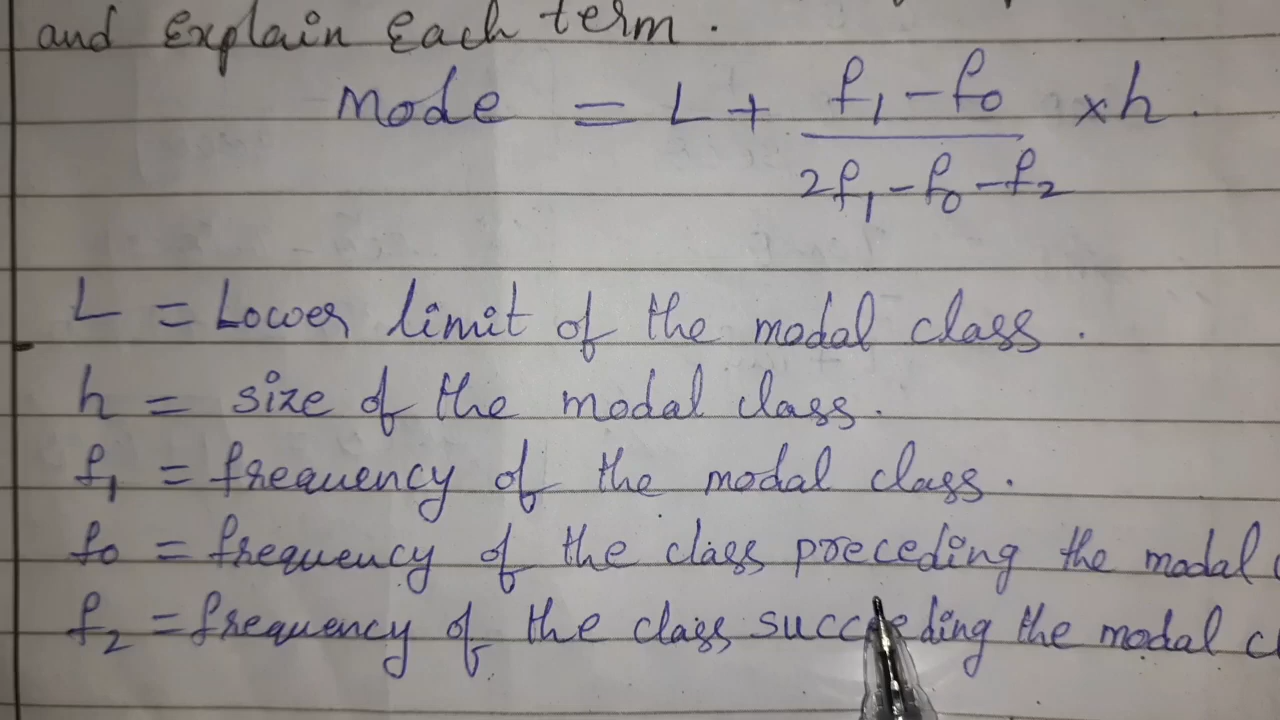 and Explain Each term.
Mode = L + f₁-f₀ xh.
2f₁-f₀-f₂
L = Lower limit of the modal class.
h = size of the modal class.
f₁ = frequency of the modal class.
f₀ = frequency of the class preceding the modal
f₂ = frequency of the class succeeding the modal